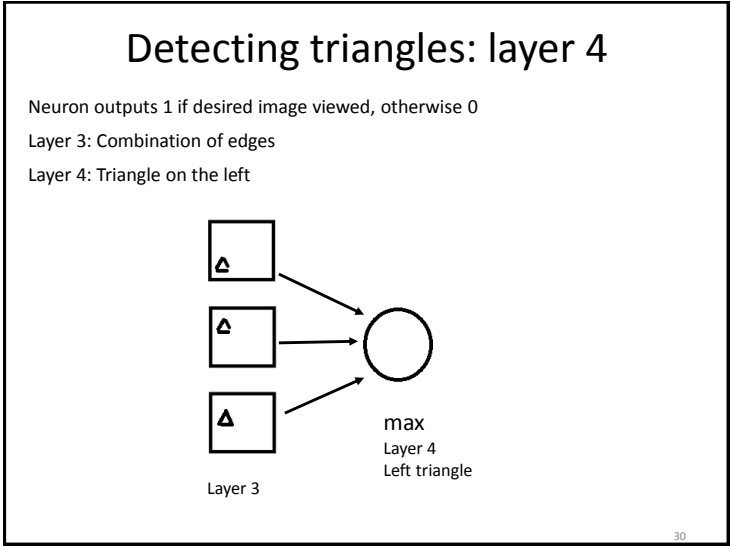 Detecting triangles: layer 4
Neuron outputs 1 if desired image viewed, otherwise 0
Layer 3: Combination of edges
Layer 4: Triangle on the left
max
Layer 4
Left triangle
Layer 3
30